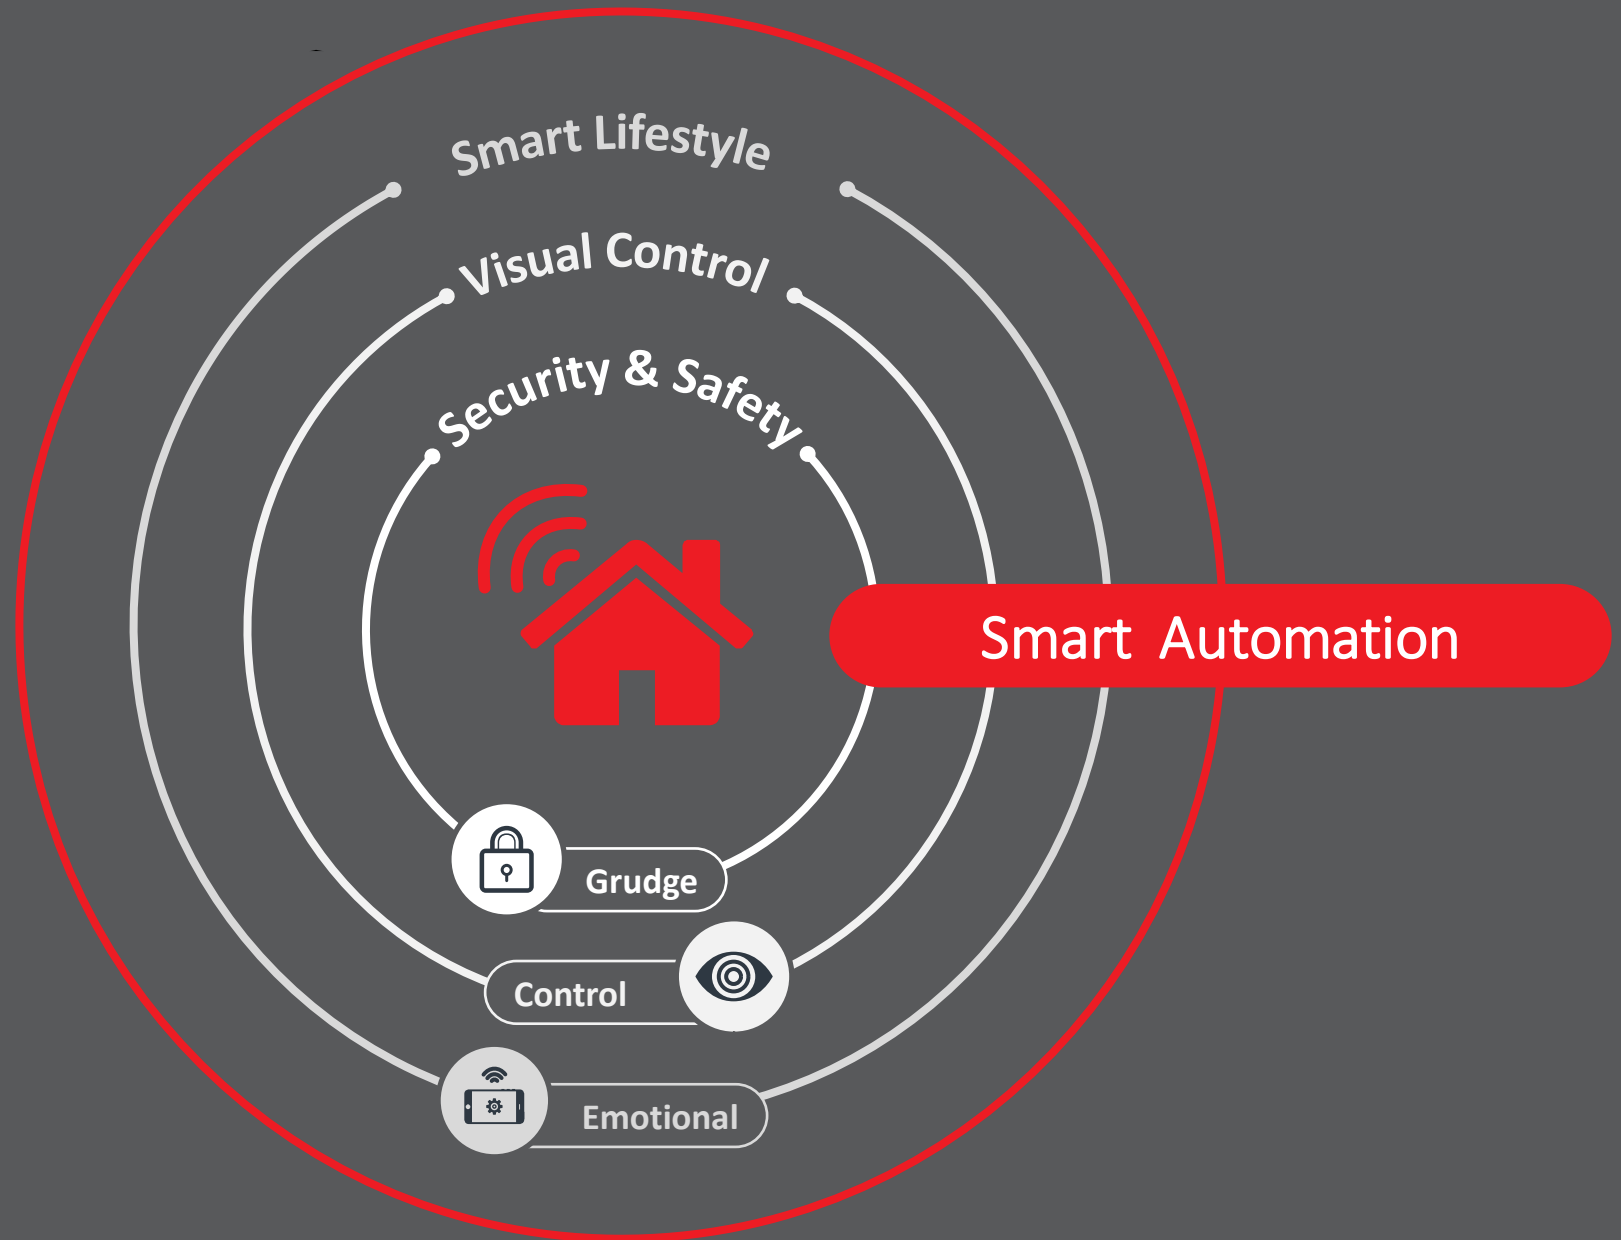 Smart Lifestyle
Visual Control
Security & Safety
Smart Automation
Grudge
Control
Emotional